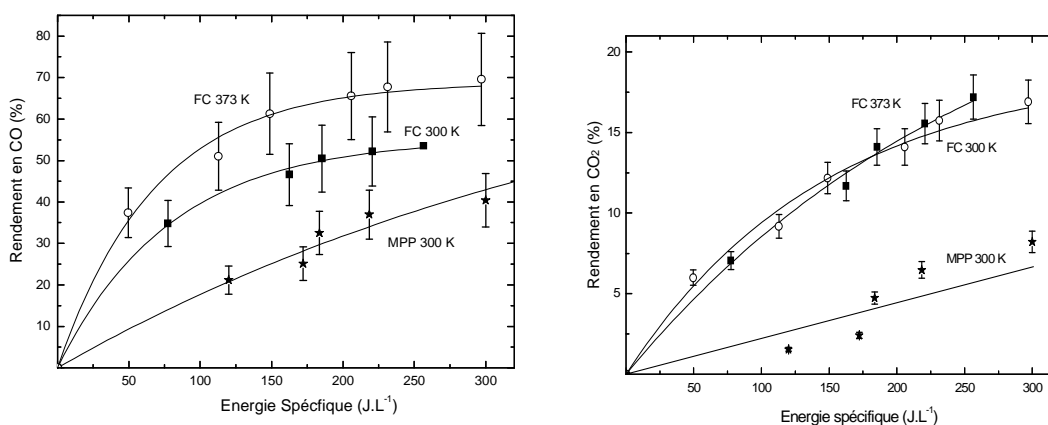 80
70
60
50
40
30
20
10
Rendement en CO (%)
FC 373 K
FC 300 K
MPP 300 K
50 100 150 200 250 300
Energie Spécfique (J.L⁻¹)
20
15
10
5
Rendement en CO₂ (%)
FC 373 K
FC 300 K
MPP 300 K
50 100 150 200 250 300
Energie spécifique (J.L⁻¹)